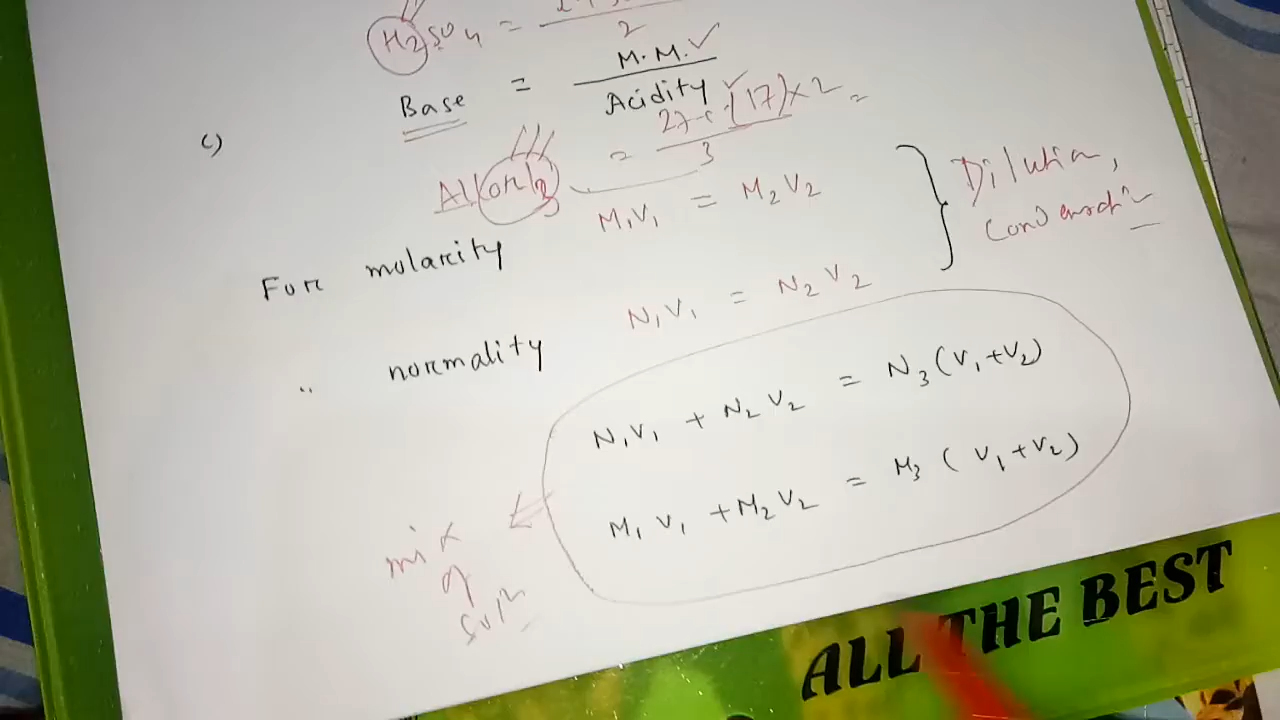 H2SO4 = 2
Base = M.M. / Acidity
c)
Al(OH)3 = (17)×2 / 3 =
For molarity M1V1 = M2V2
Dilution,
" normality N1V1 = N2V2
N1V1 + N2V2 = N3(V1+V2)
M1V1 + M2V2 = M3(V1+V2)
mix
of
soln
ALL THE BEST